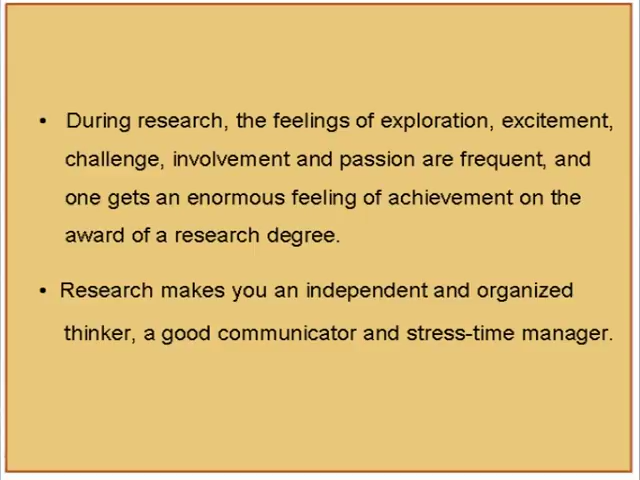 • During research, the feelings of exploration, excitement,
challenge, involvement and passion are frequent, and
one gets an enormous feeling of achievement on the
award of a research degree.
• Research makes you an independent and organized
thinker, a good communicator and stress-time manager.